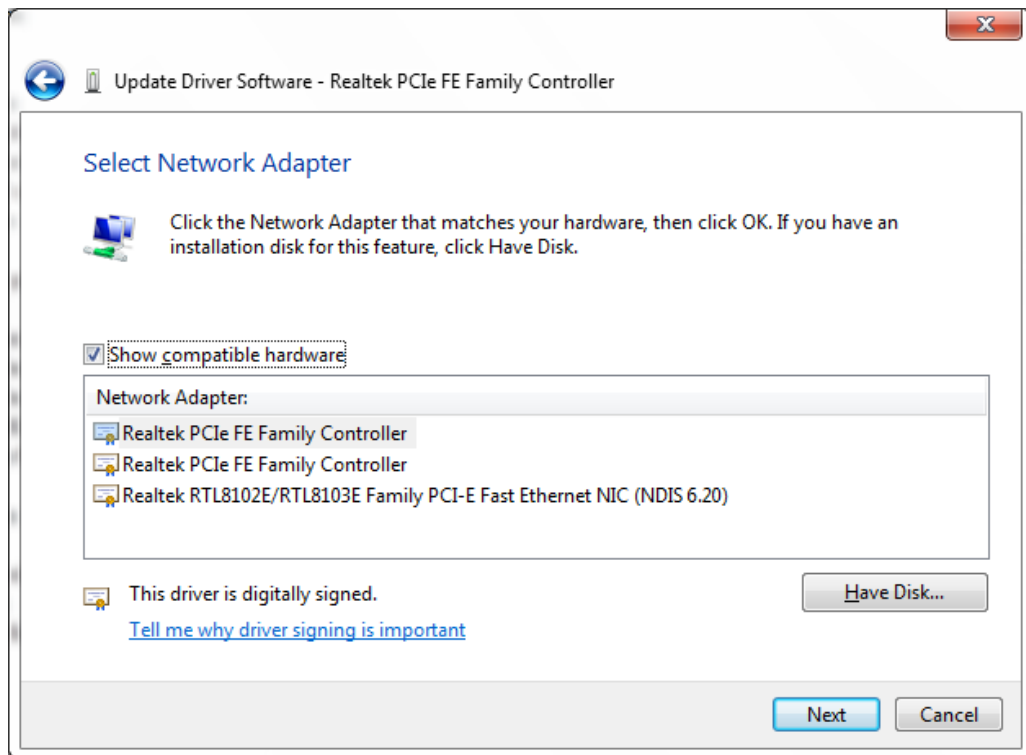 Update Driver Software - Realtek PCIe FE Family Controller
Select Network Adapter
Click the Network Adapter that matches your hardware, then click OK. If you have an
installation disk for this feature, click Have Disk.
Show compatible hardware
Network Adapter:
Realtek PCIe FE Family Controller
Realtek PCIe FE Family Controller
Realtek RTL8102E/RTL8103E Family PCI-E Fast Ethernet NIC (NDIS 6.20)
This driver is digitally signed.
Have Disk...
Tell me why driver signing is important
Next
Cancel